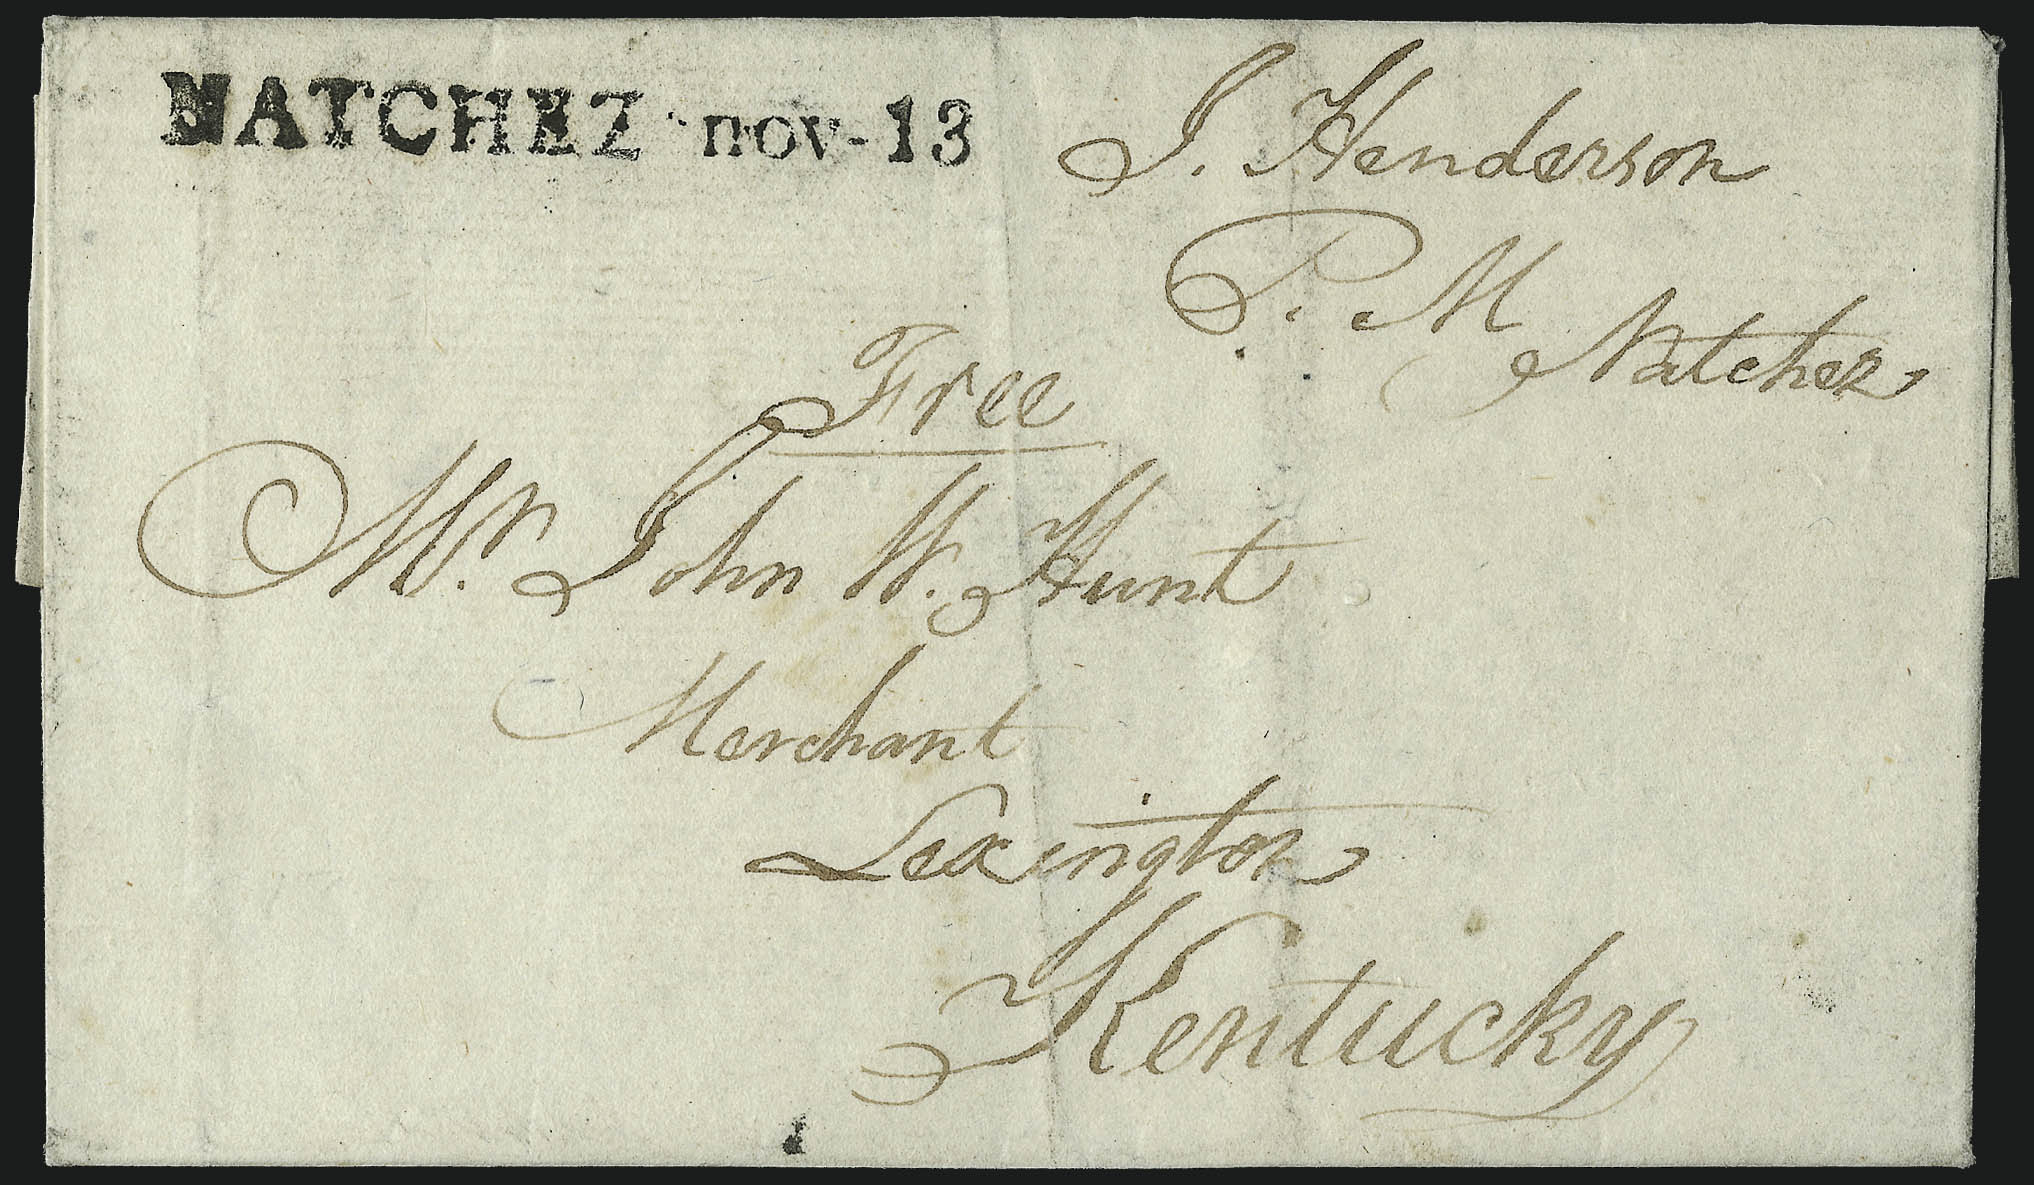 NATCHEZ nov-13
J. Henderson
P. M
Natchez
Free
Mr. John W. Hunt
Merchant
Lexington
Kentucky